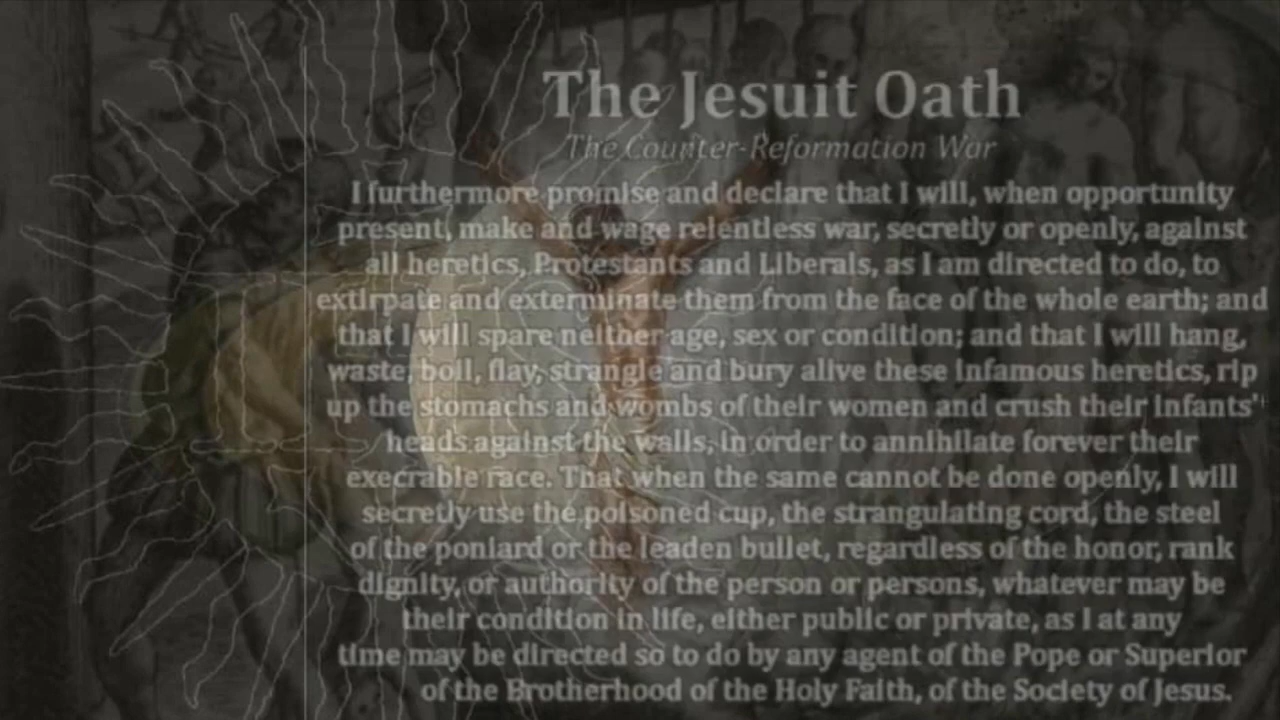 The Jesuit Oath
The Counter-Reformation War
I furthermore promise and declare that I will, when opportunity
present, make and wage relentless war, secretly or openly, against
all heretics, Protestants and Liberals, as I am directed to do, to
extirpate and exterminate them from the face of the whole earth; and
that I will spare neither age, sex or condition; and that I will hang,
waste, boil, flay, strangle and bury alive these infamous heretics, rip
up the stomachs and wombs of their women and crush their infants'
heads against the walls, in order to annihilate forever their
execrable race. That when the same cannot be done openly, I will
secretly use the poisoned cup, the strangulating cord, the steel
of the poniard or the leaden bullet, regardless of the honor, rank
dignity, or authority of the person or persons, whatever may be
their condition in life, either public or private, as I at any
time may be directed so to do by any agent of the Pope or Superior
of the Brotherhood of the Holy Faith, of the Society of Jesus.